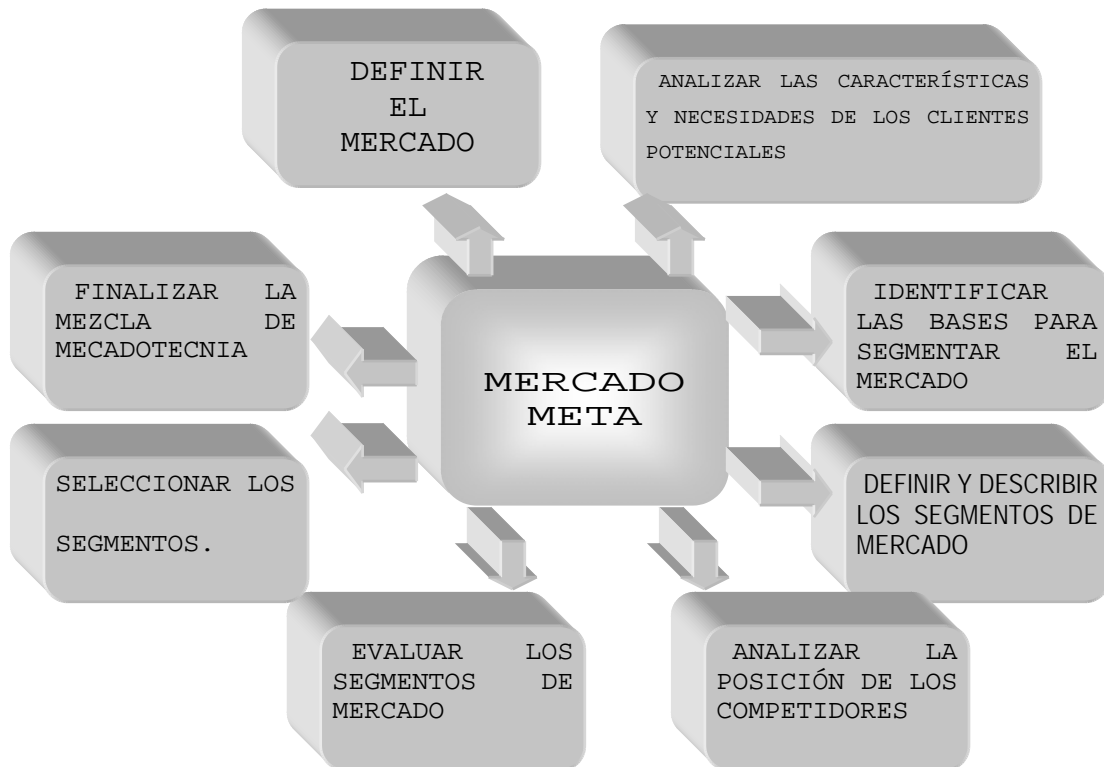 DEFINIR
EL
MERCADO
ANALIZAR LAS CARACTERÍSTICAS
Y NECESIDADES DE LOS CLIENTES
POTENCIALES
FINALIZAR LA
MEZCLA DE
MECADOTECNIA
MERCADO
META
IDENTIFICAR
LAS BASES PARA
SEGMENTAR EL
MERCADO
SELECCIONAR LOS
SEGMENTOS.
DEFINIR Y DESCRIBIR
LOS SEGMENTOS DE
MERCADO
EVALUAR LOS
SEGMENTOS DE
MERCADO
ANALIZAR LA
POSICIÓN DE LOS
COMPETIDORES